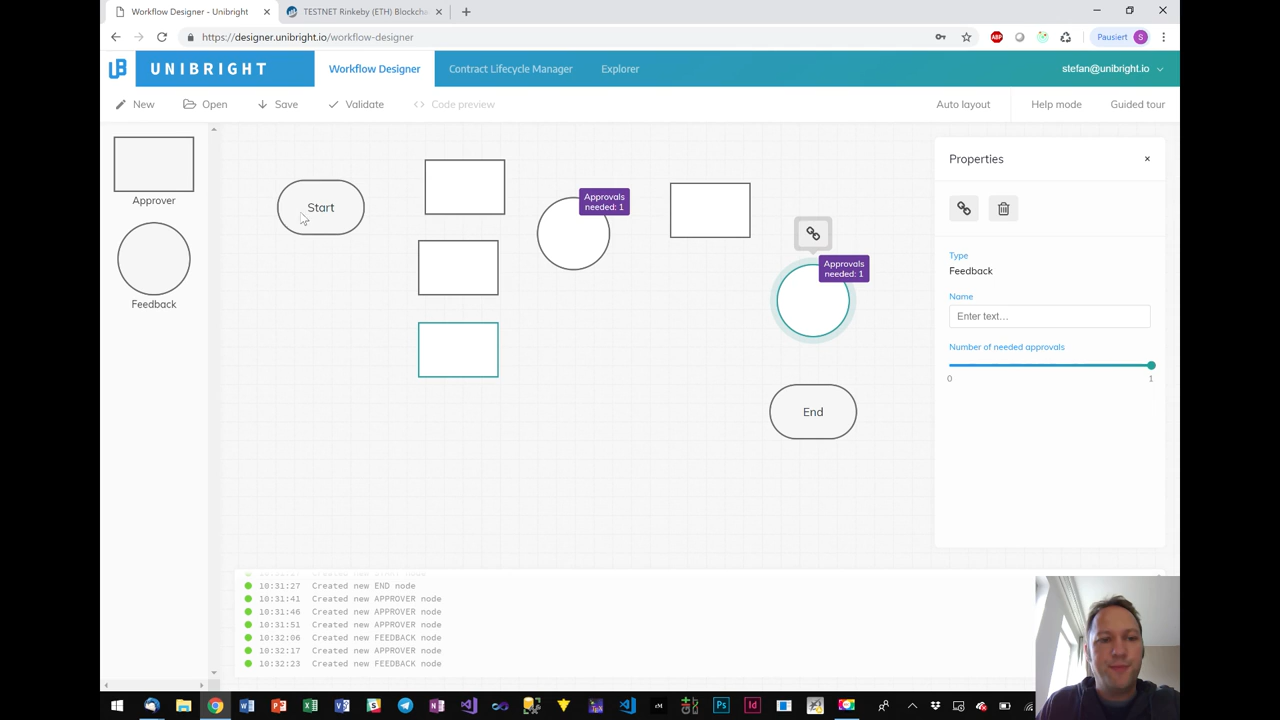 Workflow Designer - Unibright
TESTNET Rinkeby (ETH) Blockcha
https://designer.unibright.io/workflow-designer
ABP
Pausiert
S
UB
UNIBRIGHT
Workflow Designer
Contract Lifecycle Manager
Explorer
stefan@unibright.io
New
Open
Save
Validate
Code preview
Auto layout
Help mode
Guided tour
Approver
Feedback
Start
Approvals
needed: 1
Approvals
needed: 1
End
Properties
Type
Feedback
Name
Enter text...
Number of needed approvals
0
1
10:31:27 Created new END node
10:31:41 Created new APPROVER node
10:31:46 Created new APPROVER node
10:31:51 Created new APPROVER node
10:32:06 Created new FEEDBACK node
10:32:17 Created new APPROVER node
10:32:23 Created new FEEDBACK node
Ps
Id